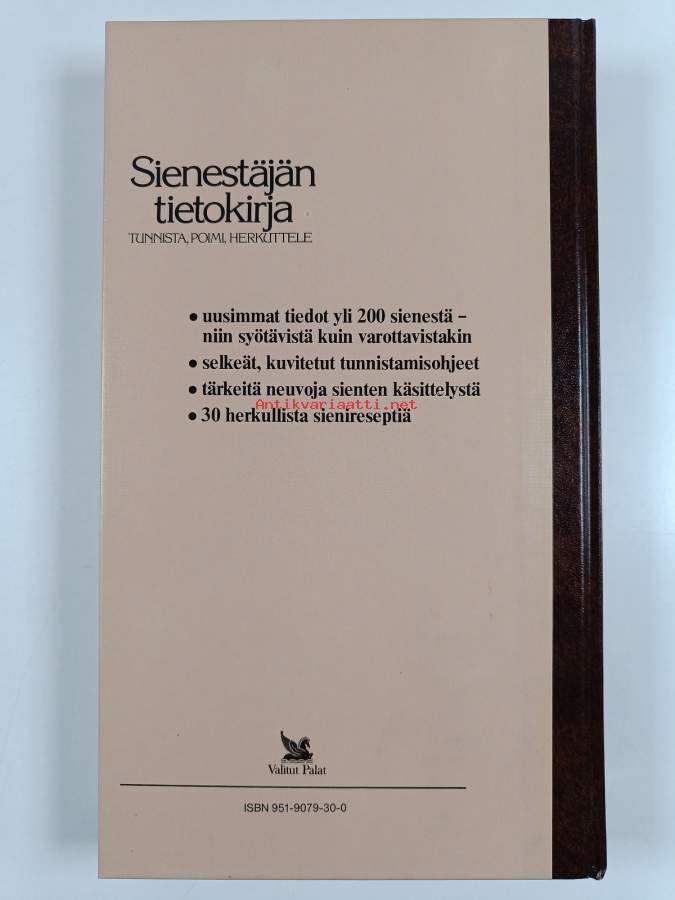 Sienestäjän
tietokirja
TUNNISTA, POIMI, HERKUTTELE
• uusimmat tiedot yli 200 sienestä –
niin syötävistä kuin varottavistakin
• selkeät, kuvitetut tunnistamisohjeet
• tärkeitä neuvoja sienten käsittelystä
Antikvariaatti.net
• 30 herkullista sienireseptiä
Valitut Palat
ISBN 951-9079-30-0